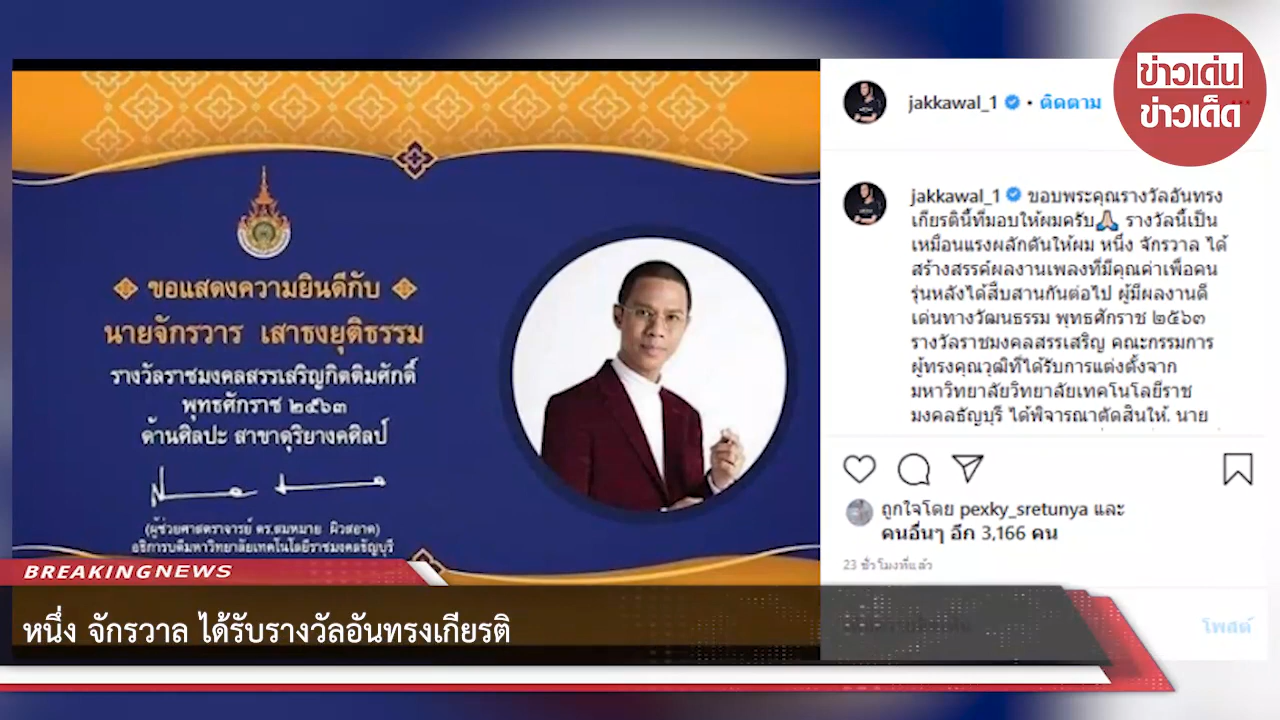 ขอแสดงความยินดีกับ
นายจักรวาร เสาธงยุติธรรม
รางวัลราชมงคลสรรเสริญกิตติมศักดิ์
พุทธศักราช ๒๕๖๓
ด้านศิลปะ สาขาดุริยางคศิลป์
(ผู้ช่วยศาสตราจารย์ ดร.สมหมาย ผิวสอาด)
อธิการบดีมหาวิทยาลัยเทคโนโลยีราชมงคลธัญบุรี
jakkawal_1 • ติดตาม
ข่าวเด่น
ข่าวเด็ด
jakkawal_1 ขอบพระคุณรางวัลอันทรง
เกียรตินี้ที่มอบให้ผมครับ🙏🏻 รางวัลนี้เป็น
เหมือนแรงผลักดันให้ผม หนึ่ง จักรวาล ได้
สร้างสรรค์ผลงานเพลงที่มีคุณค่าเพื่อคน
รุ่นหลังได้สืบสานกันต่อไป ผู้มีผลงานดี
เด่นทางวัฒนธรรม พุทธศักราช ๒๕๖๓
รางวัลราชมงคลสรรเสริญ คณะกรรมการ
ผู้ทรงคุณวุฒิที่ได้รับการแต่งตั้งจาก
มหาวิทยาลัยวิทยาลัยเทคโนโลยีราช
มงคลธัญบุรี ได้พิจารณาตัดสินให้. นาย
ถูกใจโดย pexky_sretunya และ
คนอื่นๆ อีก 3,166 คน
23 ชั่วโมงที่แล้ว
โพสต์
BREAKING NEWS
หนึ่ง จักรวาล ได้รับรางวัลอันทรงเกียรติ